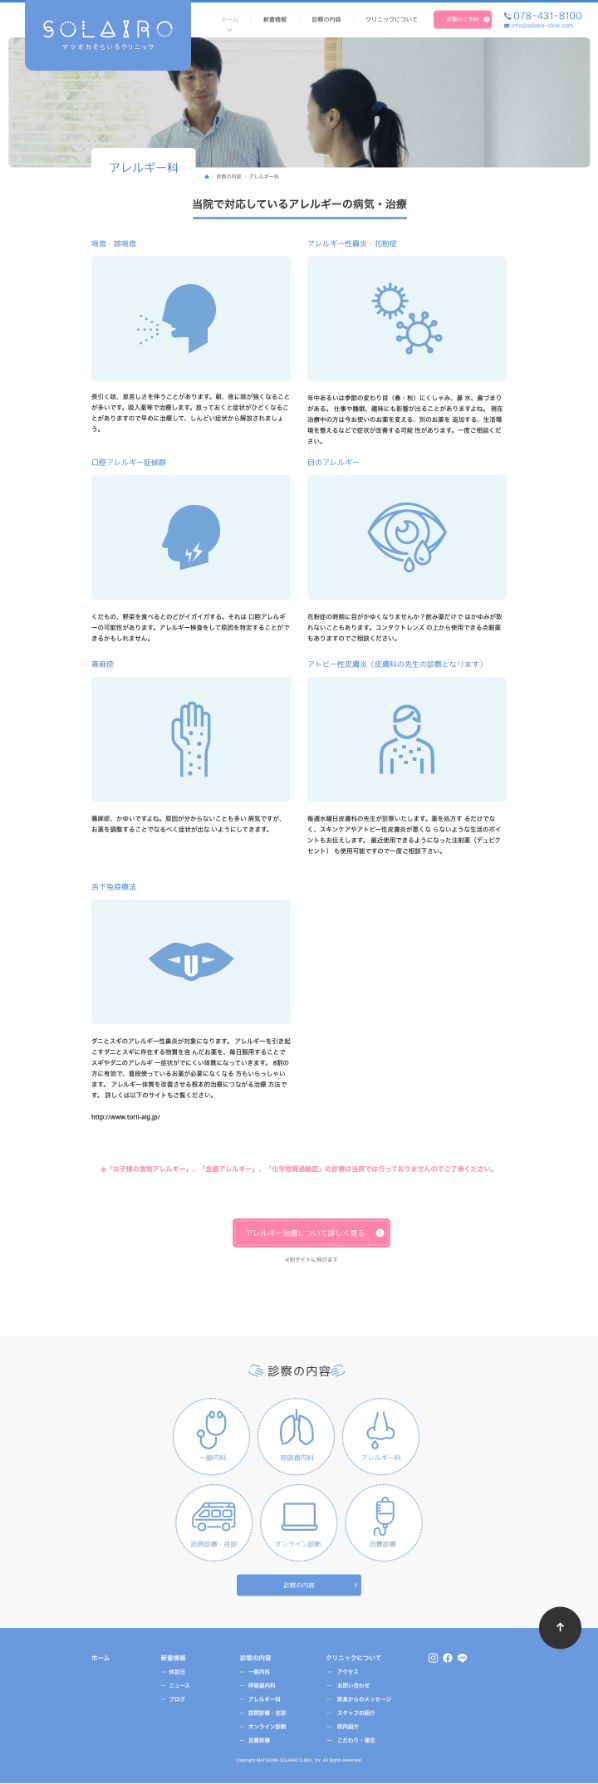 SOLAIRO
マツオカそらいろクリニック
ホーム
新着情報
診察の内容
クリニックについて
診察のご予約
078-431-8100
info@solairo-clinic.com
アレルギー科
診察の内容
アレルギー科
当院で対応しているアレルギーの病気・治療
喘息・咳喘息
長引く咳、息苦しさを伴うことがあります。朝、夜に咳が強くなること
が多いです。吸入薬等で治療します。放っておくと症状がひどくなるこ
とがありますので早めに治療して、しんどい症状から解放されましょ
う。
アレルギー性鼻炎・花粉症
年中あるいは季節の変わり目（春・秋）にくしゃみ、鼻 水、鼻づまり
がある。 仕事や睡眠、趣味にも影響が出ることがありますよね。 現在
治療中の方は今お使いのお薬を変える、別のお薬を 追加する、生活環
境を整えるなどで症状が改善する可能 性があります。一度ご相談くだ
さい。
口腔アレルギー症候群
くだもの、野菜を食べるとのどがイガイガする。それは 口腔アレルギ
ーの可能性があります。アレルギー検査をして原因を特定することがで
きるかもしれません。
目のアレルギー
花粉症の時期に目がかゆくなりませんか？飲み薬だけで はかゆみが取
れないこともあります。コンタクトレンズ の上から使用できる点眼薬
もありますのでご相談ください。
蕁麻疹
蕁麻疹、かゆいですよね。原因が分からないことも多い 病気ですが、
お薬を調整することでなるべく症状が出な いようにしてきます。
アトピー性皮膚炎（皮膚科の先生の診察となります）
毎週水曜日皮膚科の先生が診察いたします。薬を処方す るだけでな
く、スキンケアやアトピー性皮膚炎が悪くな らないような生活のポイ
ントもお伝えします。 最近使用できるようになった注射薬（デュピク
セント） も使用可能ですので一度ご相談下さい。
舌下免疫療法
ダニとスギのアレルギー性鼻炎が対象になります。 アレルギーを引き起
こすダニとスギに存在する物質を含 んだお薬を、毎日服用することで
スギやダニのアレルギ ー症状がでにくい体質になっていきます。 8割の
方に有効で、普段使っているお薬が必要になくなる 方もいらっしゃい
ます。 アレルギー体質を改善させる根本的治療につながる治療 方法で
す。 詳しくは以下のサイトもご覧ください。
http://www.torii-alg.jp/
※「お子様の食物アレルギー」、「金属アレルギー」、「化学物質過敏症」の診療は当院では行っておりませんのでご了承ください。
アレルギー治療について詳しく見る
※別サイトに飛びます
診察の内容
一般内科
呼吸器内科
アレルギー科
訪問診療・往診
オンライン診断
自費診療
診察の内容
ホーム
新着情報
診察の内容
クリニックについて
ー 休診日
ー ニュース
ー ブログ
ー 一般内科
ー 呼吸器内科
ー アレルギー科
ー 訪問診療・往診
ー オンライン診断
ー 自費診療
ー アクセス
ー お問い合わせ
ー 院長からのメッセージ
ー スタッフの紹介
ー 院内紹介
ー こだわり・理念